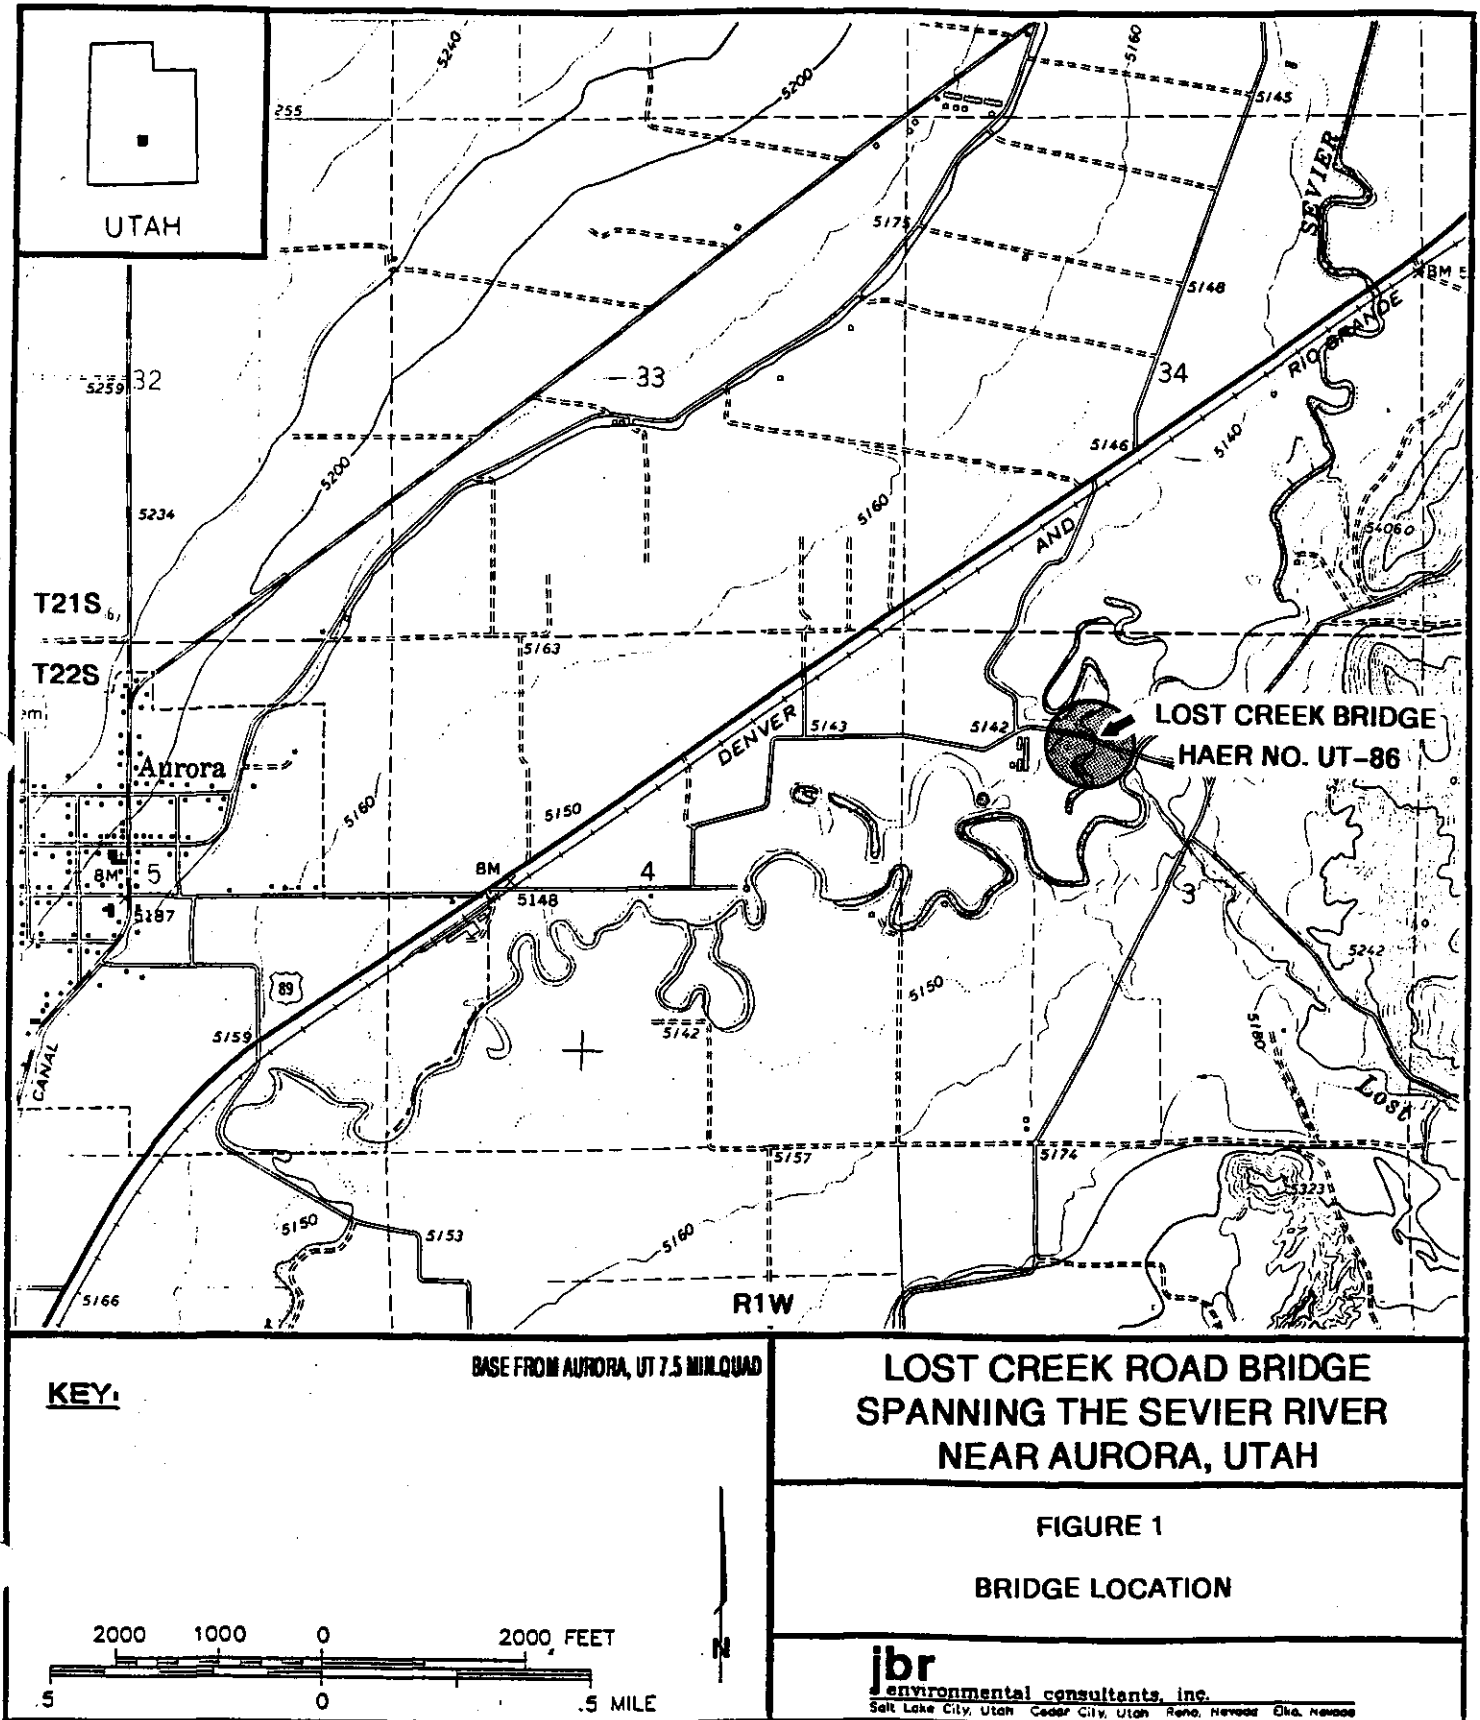 UTAH
5240
5200
5160
255
5145
SEVIER
5175
5148
BM
RIO GRANDE
32
5259
33
34
5146
5140
5200
5234
5160
AND
54060
T21S
T22S
5163
DENVER
5143
5142
LOST CREEK BRIDGE
HAER NO. UT-86
Aurora
5160
5150
BM
4
5148
BM
5
5187
3
5242
89
5150
5142
5180
5159
CANAL
Lost
5157
5174
5323
5150
5153
5160
5166
R1W
BASE FROM AURORA, UT 7.5 MIN.QUAD
KEY:
LOST CREEK ROAD BRIDGE
SPANNING THE SEVIER RIVER
NEAR AURORA, UTAH
FIGURE 1
BRIDGE LOCATION
2000 1000 0 2000 FEET
.5 0 .5 MILE
N
jbr
environmental consultants, inc.
Salt Lake City, Utah Cedar City, Utah Reno, Nevada Elko, Nevada